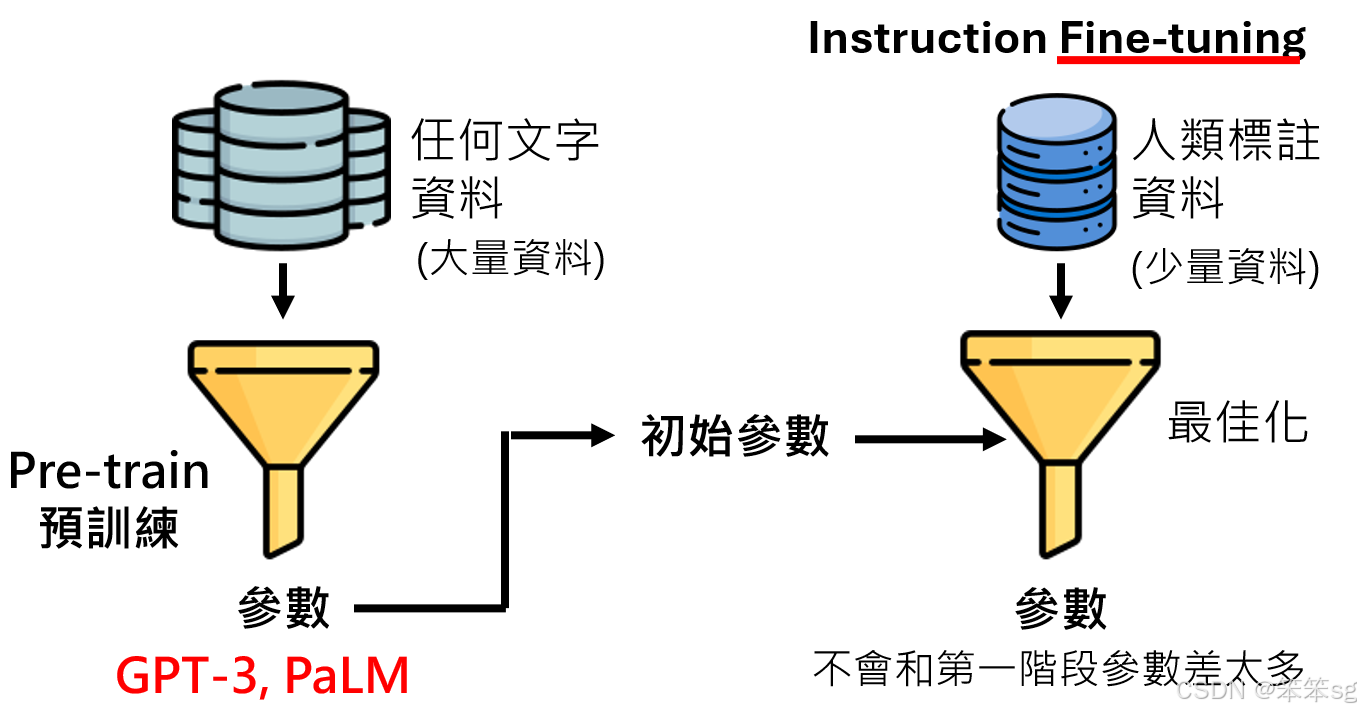 Instruction Fine-tuning
任何文字
資料
(大量資料)
人類標註
資料
(少量資料)
Pre-train
預訓練
初始參數
最佳化
參數
GPT-3, PaLM
參數
不會和第一階段參數差太多
CSDN @笨笨sg